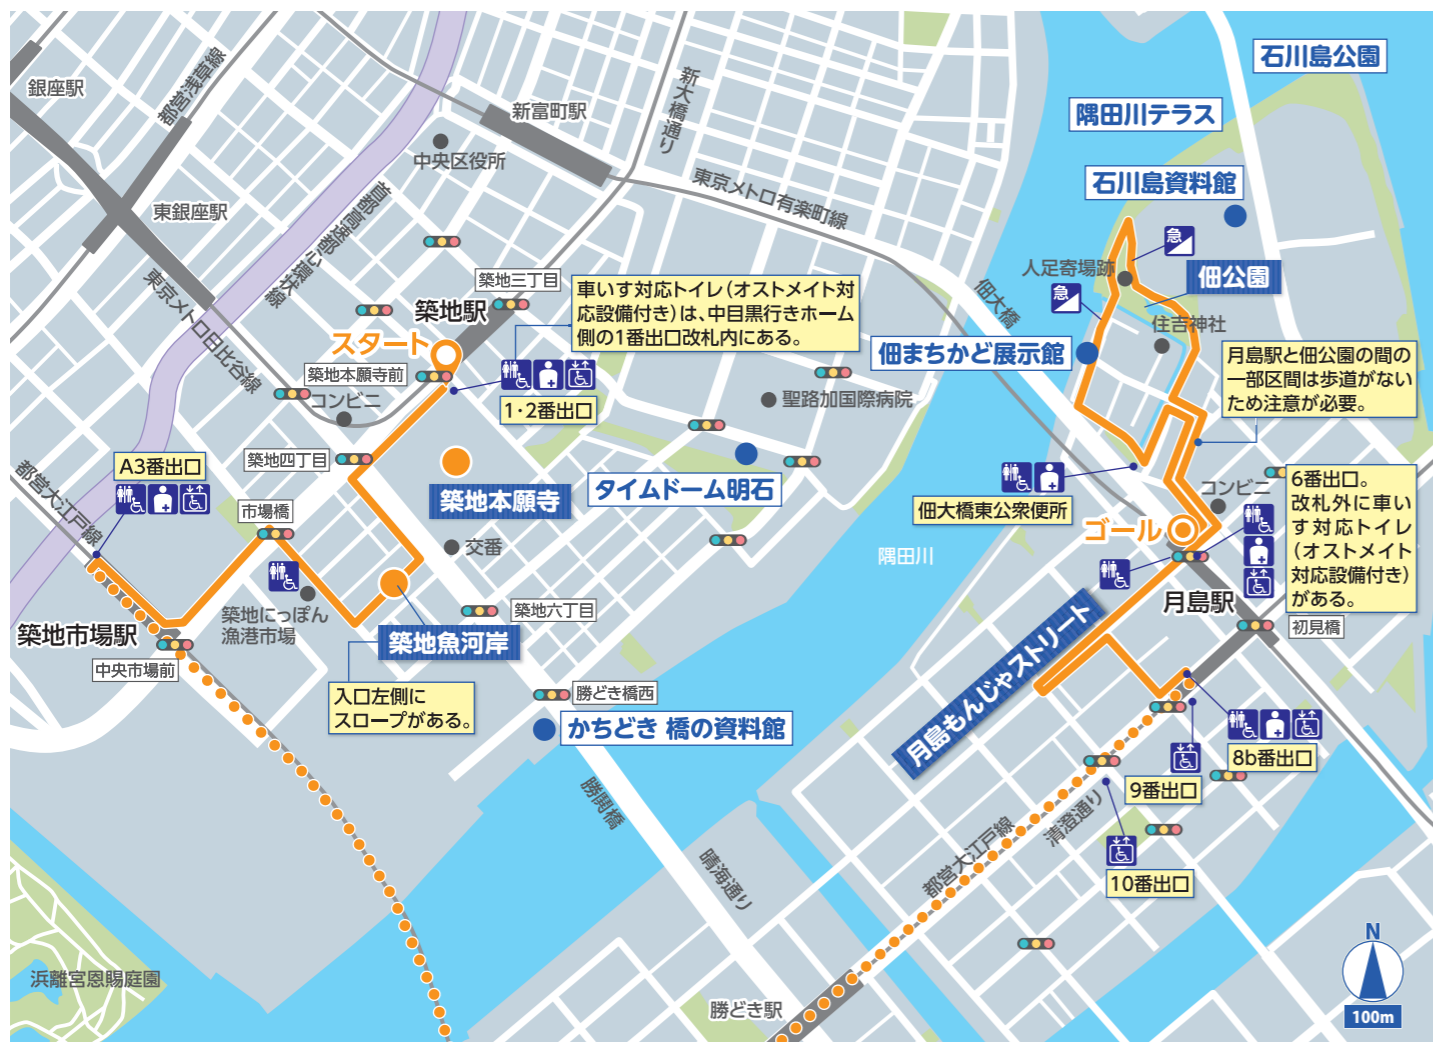 銀座駅
都営浅草線
新富町駅
新大橋通り
石川島公園
隅田川テラス
中央区役所
石川島資料館
東京メトロ有楽町線
東銀座駅
首都高速都心環状線
急
人足寄場跡
佃公園
築地三丁目
車いす対応トイレ（オストメイト対
応設備付き）は、中目黒行きホーム
側の1番出口改札内にある。
佃大橋
急
東京メトロ日比谷線
築地駅
住吉神社
スタート
佃まちかど展示館
月島駅と佃公園の間の
一部区間は歩道がない
ため注意が必要。
築地本願寺前
コンビニ
1・2番出口
聖路加国際病院
A3番出口
築地四丁目
都営大江戸線
築地本願寺
タイムドーム明石
コンビニ
6番出口。
改札外に車い
す対応トイレ
（オストメイト
対応設備付き）
がある。
市場橋
佃大橋東公衆便所
ゴール
交番
隅田川
築地にっぽん
漁港市場
築地六丁目
月島駅
築地市場駅
築地魚河岸
初見橋
中央市場前
月島もんじゃストリート
入口左側に
スロープがある。
勝どき橋西
かちどき 橋の資料館
8b番出口
9番出口
勝鬨橋
清澄通り
晴海通り
都営大江戸線
10番出口
浜離宮恩賜庭園
勝どき駅
N
100m